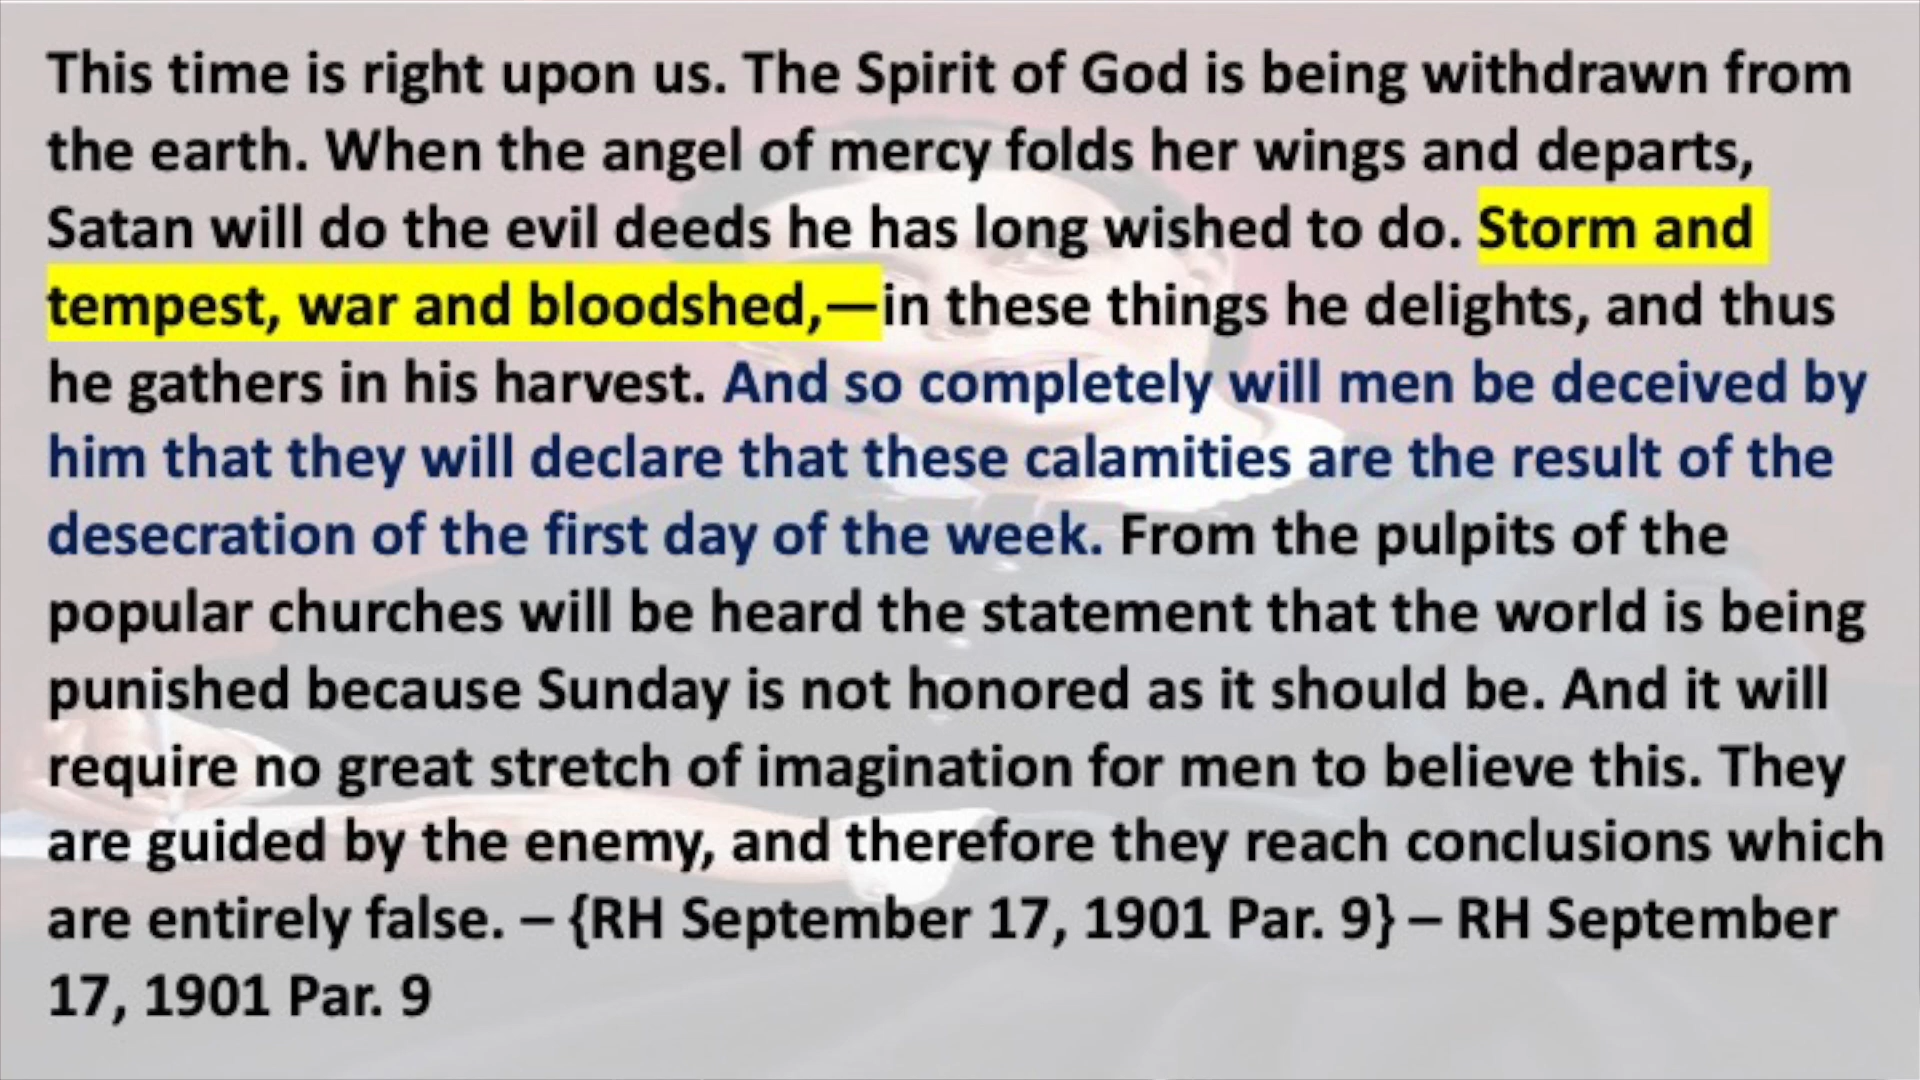 This time is right upon us. The Spirit of God is being withdrawn from
the earth. When the angel of mercy folds her wings and departs,
Satan will do the evil deeds he has long wished to do. Storm and
tempest, war and bloodshed,—in these things he delights, and thus
he gathers in his harvest. And so completely will men be deceived by
him that they will declare that these calamities are the result of the
desecration of the first day of the week. From the pulpits of the
popular churches will be heard the statement that the world is being
punished because Sunday is not honored as it should be. And it will
require no great stretch of imagination for men to believe this. They
are guided by the enemy, and therefore they reach conclusions which
are entirely false. – {RH September 17, 1901 Par. 9} – RH September
17, 1901 Par. 9